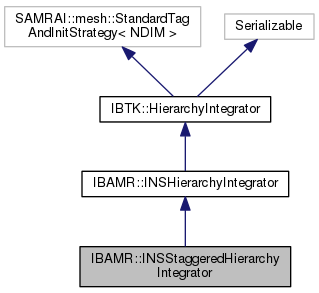 SAMRAI::mesh::StandardTag
AndInitStrategy< NDIM >
Serializable
IBTK::HierarchyIntegrator
IBAMR::INSHierarchyIntegrator
IBAMR::INSStaggeredHierarchy
Integrator